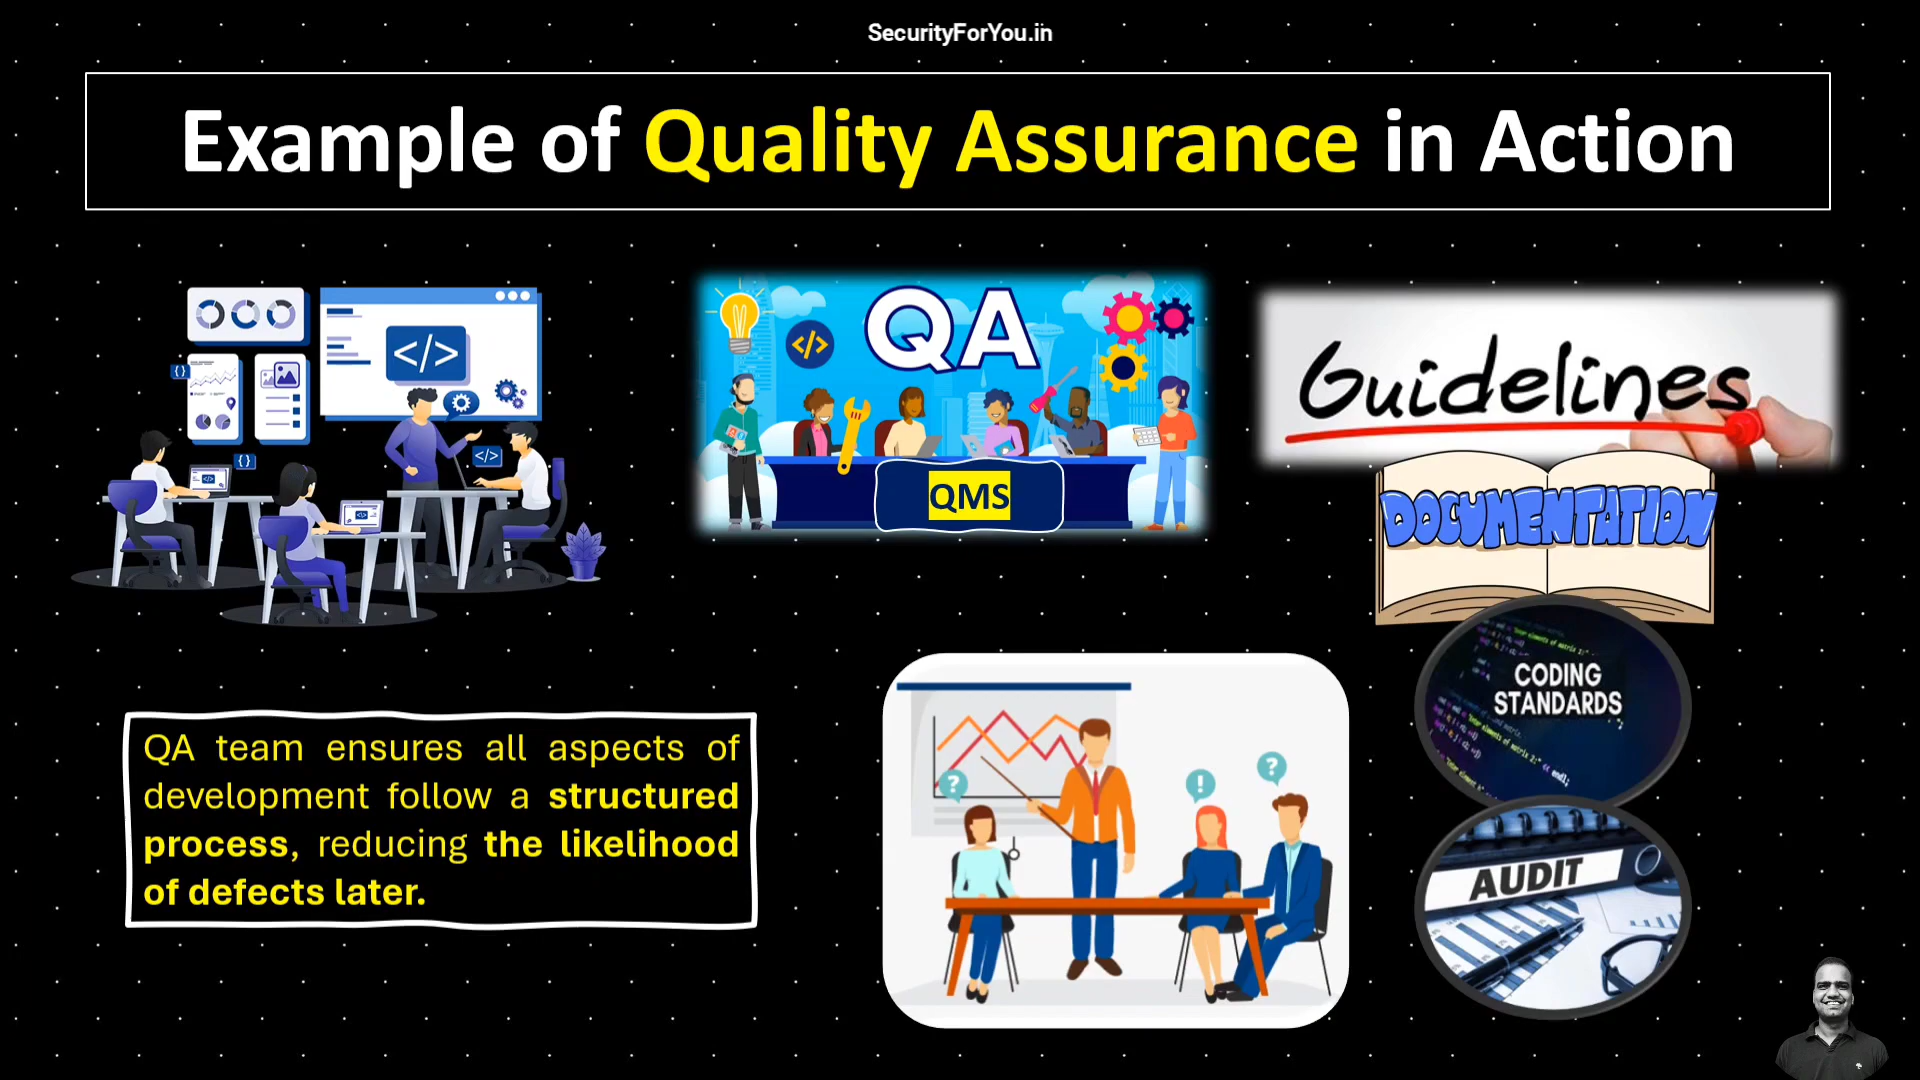 SecurityForYou.in
Example of Quality Assurance in Action
QA
QMS
Guidelines
DOCUMENTATION
CODING
STANDARDS
AUDIT
QA team ensures all aspects of
development follow a structured
process, reducing the likelihood
of defects later.